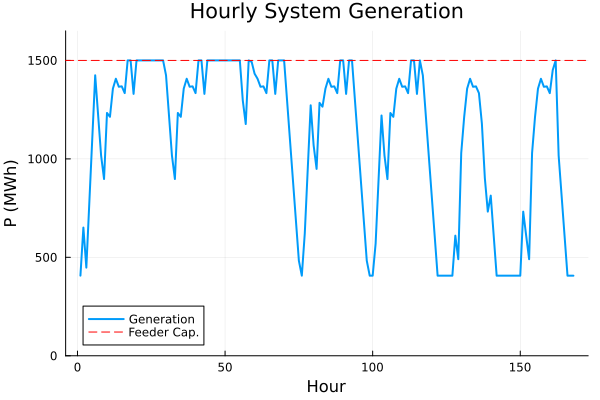 Hourly System Generation
P (MWh)
1500
1000
500
0
Generation
Feeder Cap.
0 50 100 150
Hour